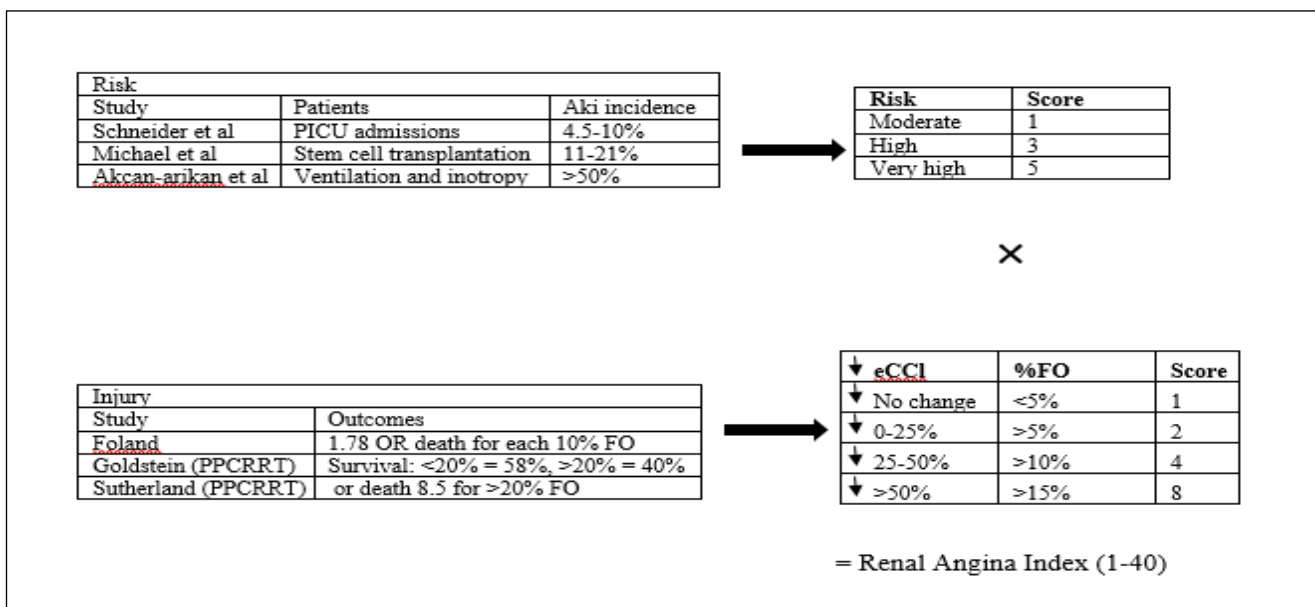 Risk
Study Patients Aki incidence
Schneider et al PICU admissions 4.5-10%
Michael et al Stem cell transplantation 11-21%
Akcan-arikan et al Ventilation and inotropy >50%
Risk Score
Moderate 1
High 3
Very high 5
×
Injury
Study Outcomes
Foland 1.78 OR death for each 10% FO
Goldstein (PPCRRT) Survival: <20% = 58%, >20% = 40%
Sutherland (PPCRRT) or death 8.5 for >20% FO
eCCl %FO Score
No change <5% 1
0-25% >5% 2
25-50% >10% 4
>50% >15% 8
= Renal Angina Index (1-40)